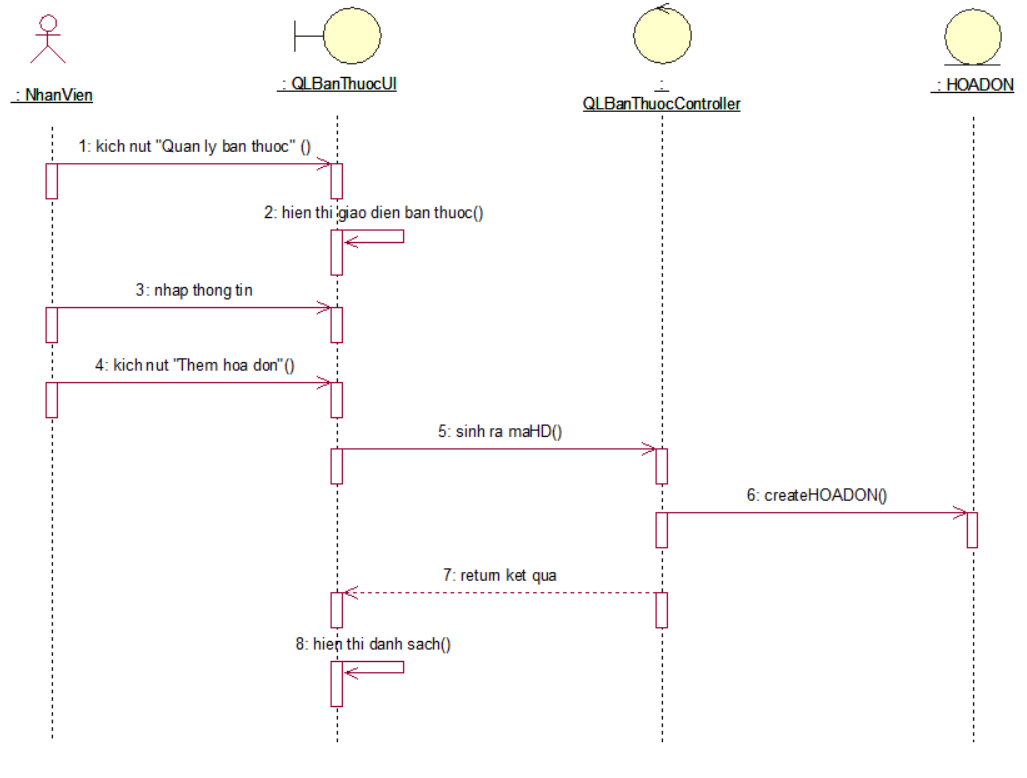 : NhanVien
: QLBanThuocUI
:
QLBanThuocController
: HOADON
1: kich nut "Quan ly ban thuoc" ()
2: hien thi giao dien ban thuoc()
3: nhap thong tin
4: kich nut "Them hoa don"()
5: sinh ra maHD()
6: createHOADON()
7: return ket qua
8: hien thi danh sach()